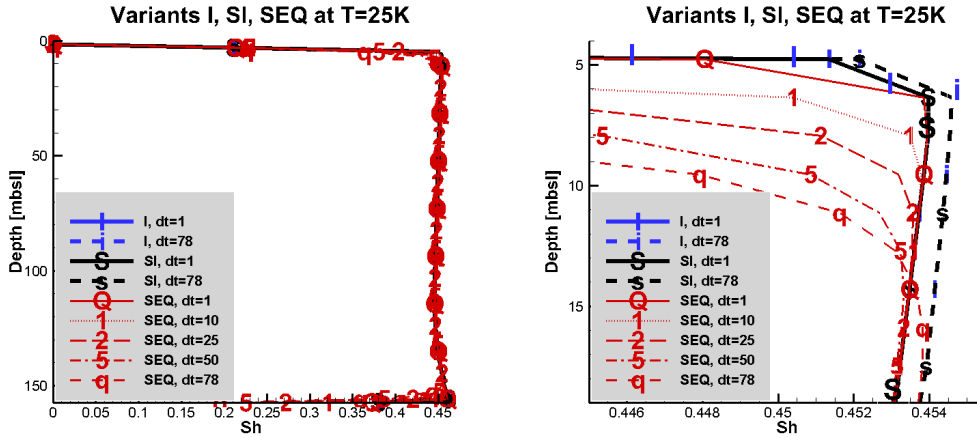 Variants I, SI, SEQ at T=25K
0
50
100
150
Depth [mbsl]
0
0.05
0.1
0.15
0.2
0.25
0.3
0.35
0.4
0.45
Sh
I, dt=1
I, dt=78
SI, dt=1
SI, dt=78
SEQ, dt=1
SEQ, dt=10
SEQ, dt=25
SEQ, dt=50
SEQ, dt=78
Variants I, SI, SEQ at T=25K
5
10
15
Depth [mbsl]
0.446
0.448
0.45
0.452
0.454
Sh
I, dt=1
I, dt=78
SI, dt=1
SI, dt=78
SEQ, dt=1
SEQ, dt=10
SEQ, dt=25
SEQ, dt=50
SEQ, dt=78